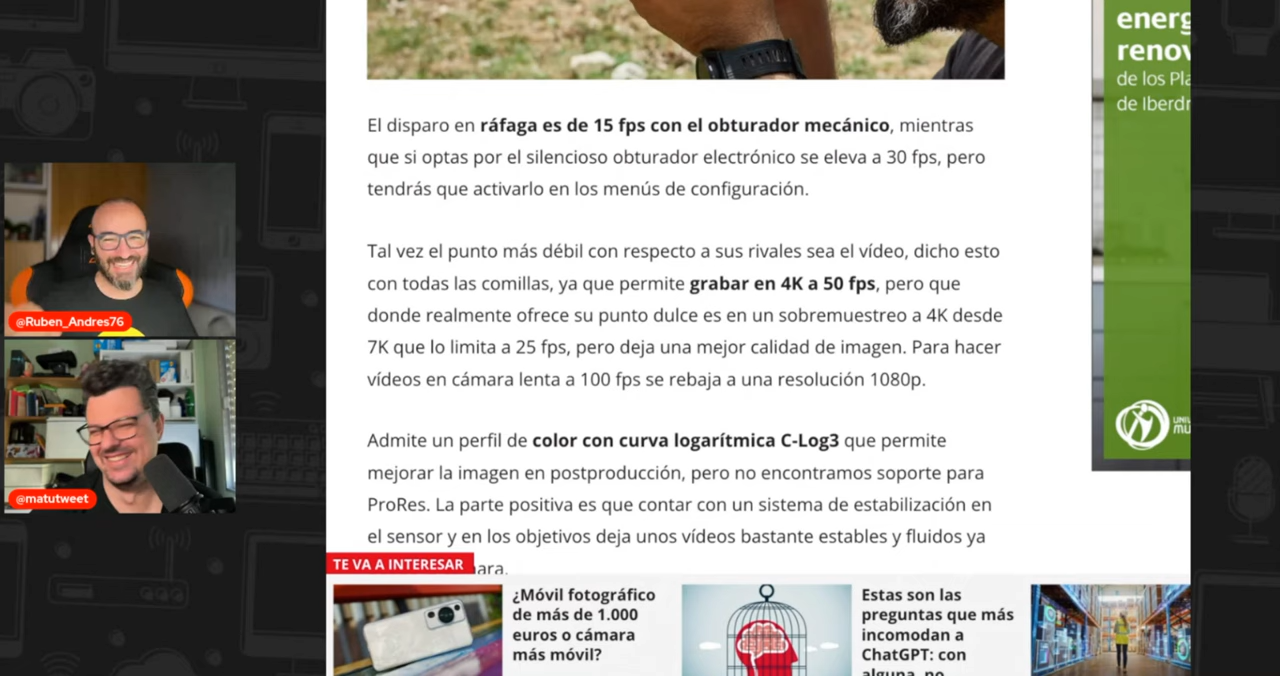 energ
renov
de los Pla
de Iberdr
El disparo en ráfaga es de 15 fps con el obturador mecánico, mientras
que si optas por el silencioso obturador electrónico se eleva a 30 fps, pero
tendrás que activarlo en los menús de configuración.
Tal vez el punto más débil con respecto a sus rivales sea el vídeo, dicho esto
con todas las comillas, ya que permite grabar en 4K a 50 fps, pero que
donde realmente ofrece su punto dulce es en un sobremuestreo a 4K desde
7K que lo limita a 25 fps, pero deja una mejor calidad de imagen. Para hacer
vídeos en cámara lenta a 100 fps se rebaja a una resolución 1080p.
Admite un perfil de color con curva logarítmica C-Log3 que permite
mejorar la imagen en postproducción, pero no encontramos soporte para
ProRes. La parte positiva es que contar con un sistema de estabilización en
el sensor y en los objetivos deja unos vídeos bastante estables y fluidos ya
@Ruben_Andres76
@matutweet
TE VA A INTERESAR
¿Móvil fotográfico
de más de 1.000
euros o cámara
más móvil?
Estas son las
preguntas que más
incomodan a
ChatGPT: con
alguna, no